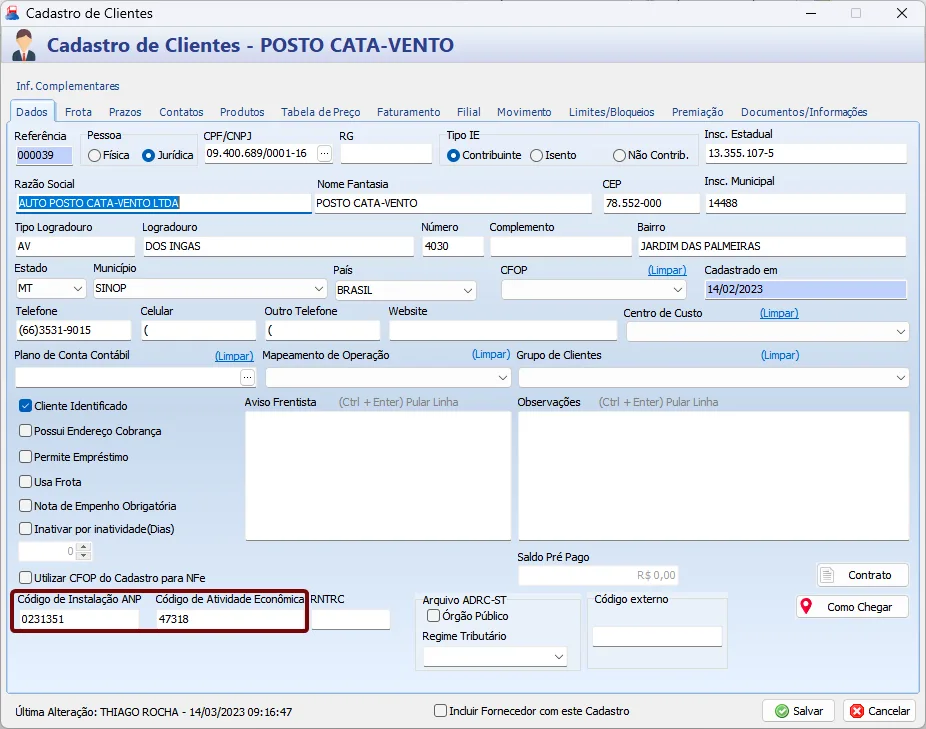 Cadastro de Clientes
Cadastro de Clientes - POSTO CATA-VENTO
Inf. Complementares
Dados Frota Prazos Contatos Produtos Tabela de Preço Faturamento Filial Movimento Limites/Bloqueios Premiação Documentos/Informações
Referência Pessoa CPF/CNPJ RG Tipo IE Insc. Estadual
000039 Física Jurídica 09.400.689/0001-16 ... Contribuinte Isento Não Contrib. 13.355.107-5
Razão Social Nome Fantasia CEP Insc. Municipal
AUTO POSTO CATA-VENTO LTDA POSTO CATA-VENTO 78.552-000 14488
Tipo Logradouro Logradouro Número Complemento Bairro
AV DOS INGAS 4030 JARDIM DAS PALMEIRAS
Estado Município País CFOP (Limpar) Cadastrado em
MT SINOP BRASIL 14/02/2023
Telefone Celular Outro Telefone Website Centro de Custo (Limpar)
(66)3531-9015 ( (
Plano de Conta Contábil (Limpar) Mapeamento de Operação (Limpar) Grupo de Clientes (Limpar)
...
Cliente Identificado Aviso Frentista (Ctrl + Enter) Pular Linha Observações (Ctrl + Enter) Pular Linha
Possui Endereço Cobrança
Permite Empréstimo
Usa Frota
Nota de Empenho Obrigatória
Inativar por inatividade(Dias)
0
Saldo Pré Pago
Utilizar CFOP do Cadastro para NFe R$ 0,00 Contrato
Código de Instalação ANP Código de Atividade Econômica RNTRC Arquivo ADRC-ST Código externo
Como Chegar
0231351 47318 Órgão Público
Regime Tributário
Última Alteração: THIAGO ROCHA - 14/03/2023 09:16:47 Incluir Fornecedor com este Cadastro Salvar Cancelar